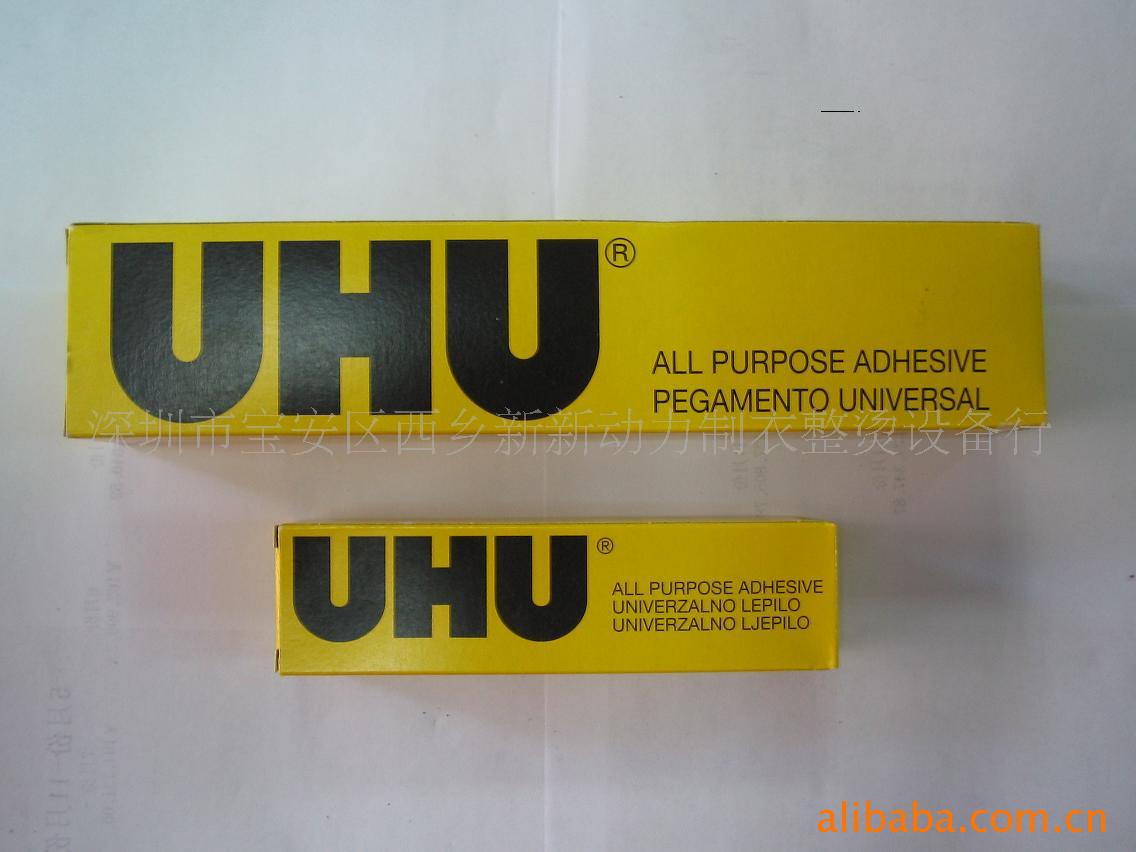 UHU®
ALL PURPOSE ADHESIVE
PEGAMENTO UNIVERSAL
深圳市宝安区西乡新新动力制衣整烫设备行
UHU®
ALL PURPOSE ADHESIVE
UNIVERZALNO LEPILO
UNIVERZALNO LJEPILO
alibaba.com.cn